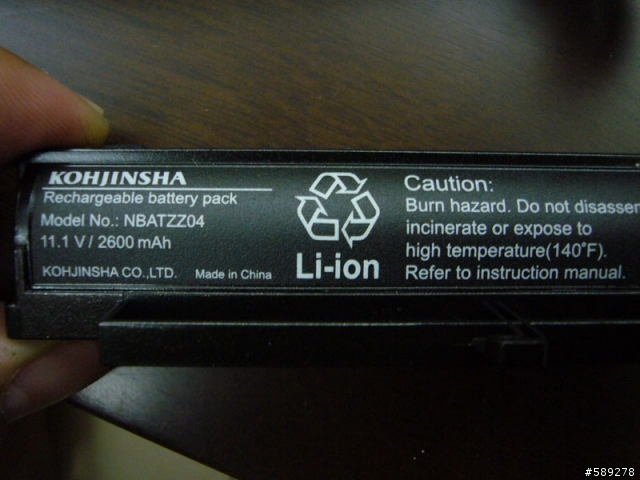 KOHJINSHA
Rechargeable battery pack
Model No.: NBATZZ04
11.1 V / 2600 mAh
KOHJINSHA CO.,LTD. Made in China
Li-ion
Caution:
Burn hazard. Do not disassem
incinerate or expose to
high temperature(140°F).
Refer to instruction manual.
#589278